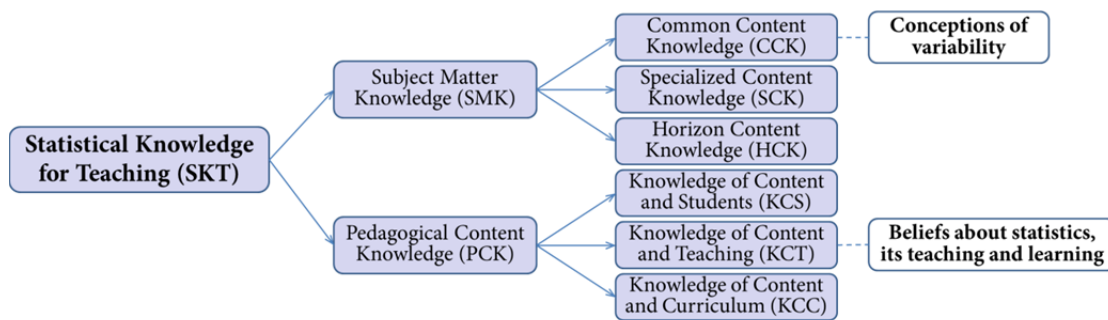 Statistical Knowledge
for Teaching (SKT)
Subject Matter
Knowledge (SMK)
Pedagogical Content
Knowledge (PCK)
Common Content
Knowledge (CCK)
Specialized Content
Knowledge (SCK)
Horizon Content
Knowledge (HCK)
Knowledge of Content
and Students (KCS)
Knowledge of Content
and Teaching (KCT)
Knowledge of Content
and Curriculum (KCC)
Conceptions of
variability
Beliefs about statistics,
its teaching and learning